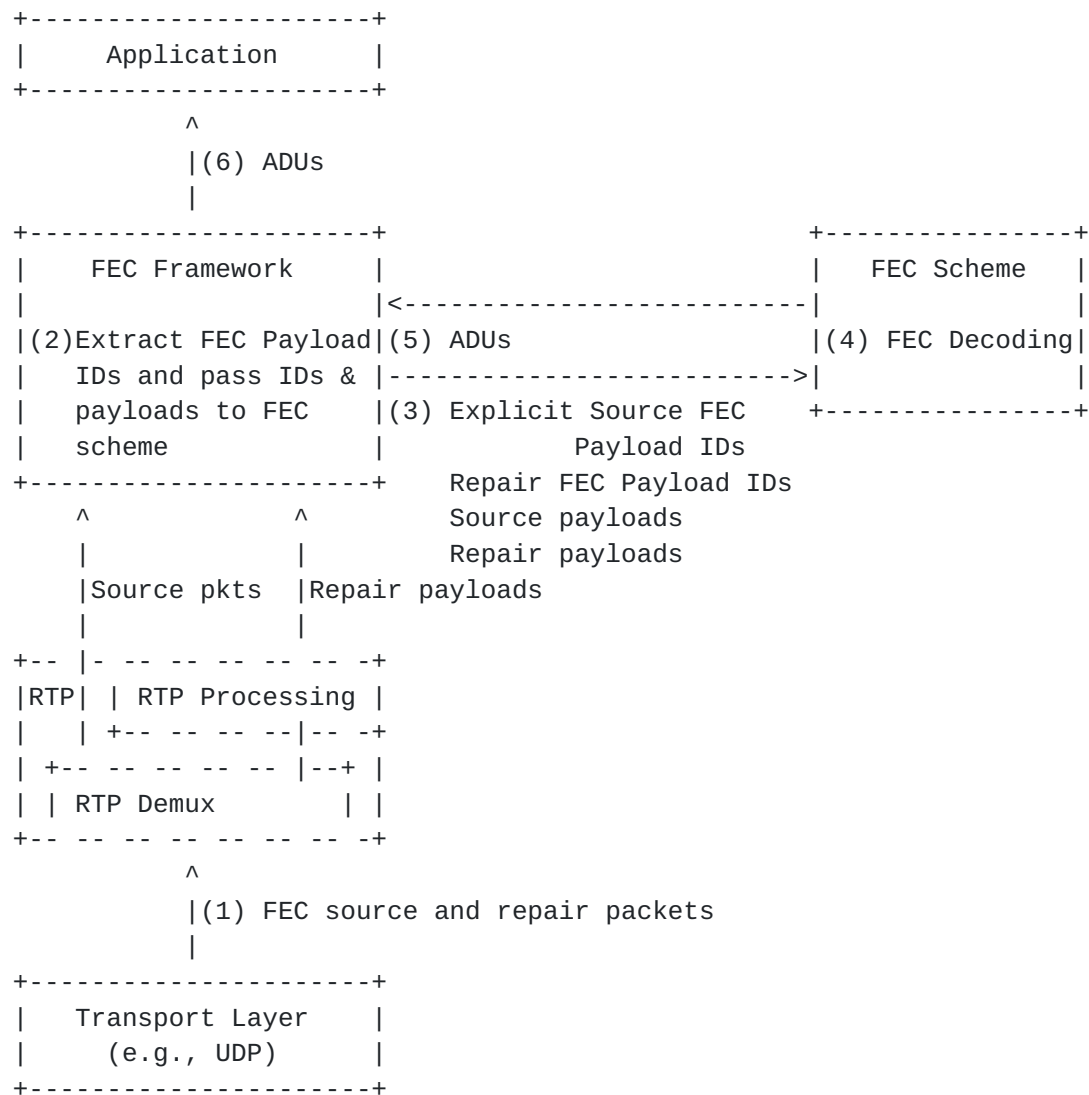 +----------------------+
|     Application      |
+----------------------+
           ^
           |(6) ADUs
           |
+----------------------+                           +----------------+
|    FEC Framework     |                           |   FEC Scheme   |
|                      |<--------------------------|                |
|(2)Extract FEC Payload|(5) ADUs                   |(4) FEC Decoding|
|   IDs and pass IDs & |-------------------------->|                |
|   payloads to FEC    |(3) Explicit Source FEC    +----------------+
|   scheme             |            Payload IDs
+----------------------+    Repair FEC Payload IDs
    ^             ^         Source payloads
    |             |         Repair payloads
    |Source pkts  |Repair payloads
    |             |
+-- |- -- -- -- -- -- -+
|RTP| | RTP Processing |
|   | +-- -- -- --|-- -+
| +-- -- -- -- -- |--+ |
| | RTP Demux        | |
+-- -- -- -- -- -- -- -+
           ^
           |(1) FEC source and repair packets
           |
+----------------------+
|   Transport Layer    |
|     (e.g., UDP)      |
+----------------------+